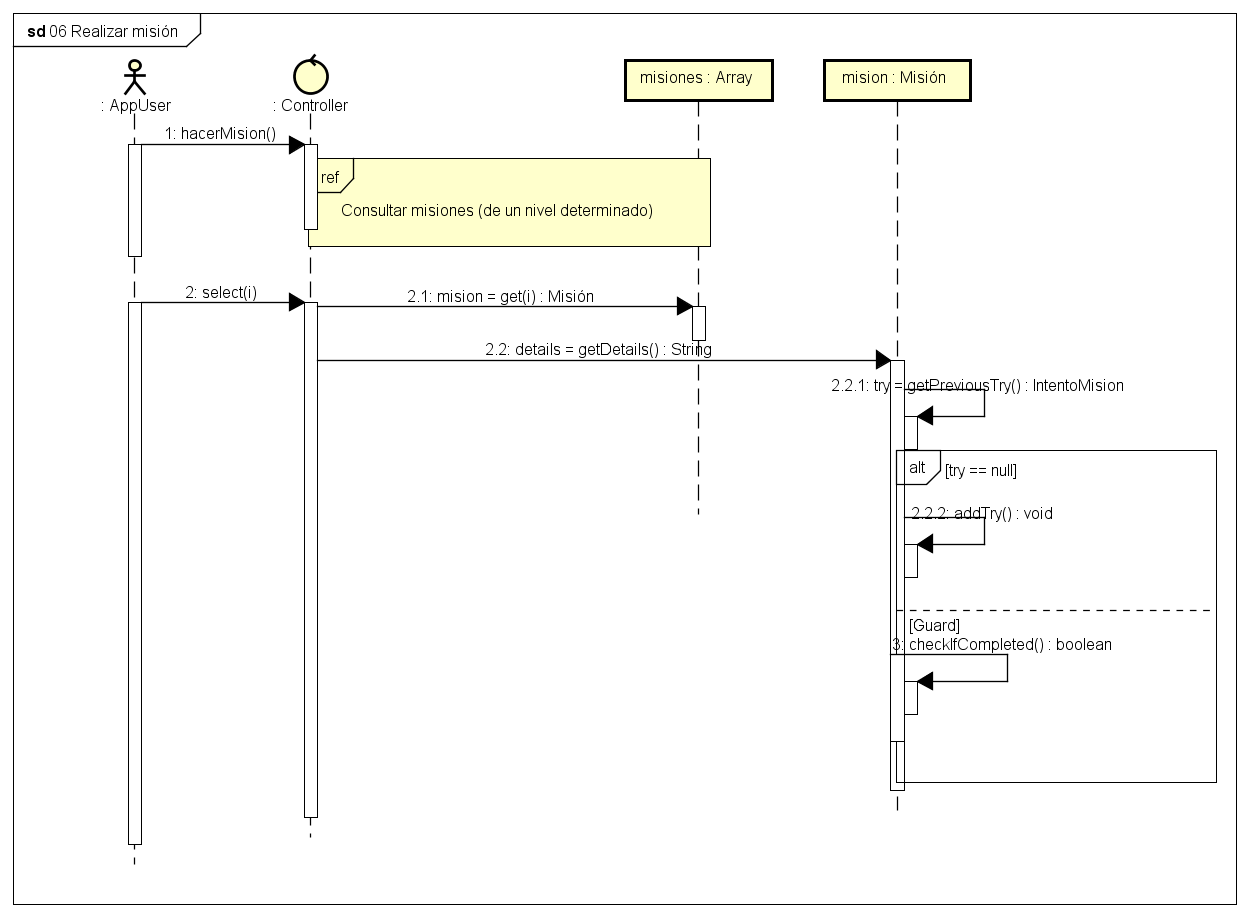 sd 06 Realizar misión
: AppUser
: Controller
misiones : Array
mision : Misión
1: hacerMision()
ref
Consultar misiones (de un nivel determinado)
2: select(i)
2.1: mision = get(i) : Misión
2.2: details = getDetails() : String
2.2.1: try = getPreviousTry() : IntentoMision
alt
[try == null]
2.2.2: addTry() : void
[Guard]
3: checkIfCompleted() : boolean